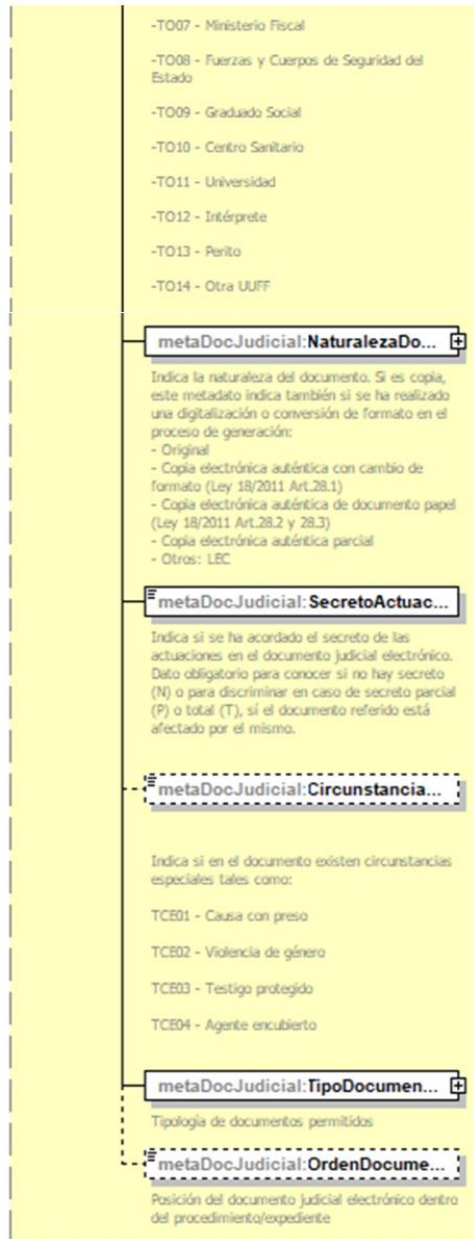 -TO07 - Ministerio Fiscal
-TO08 - Fuerzas y Cuerpos de Seguridad del
Estado
-TO09 - Graduado Social
-TO10 - Centro Sanitario
-TO11 - Universidad
-TO12 - Intérprete
-TO13 - Perito
-TO14 - Otra UUFF
metaDocJudicial:NaturalezaDo...
Indica la naturaleza del documento. Si es copia,
este metadato indica también si se ha realizado
una digitalización o conversión de formato en el
proceso de generación:
- Original
- Copia electrónica auténtica con cambio de
formato (Ley 18/2011 Art.28.1)
- Copia electrónica auténtica de documento papel
(Ley 18/2011 Art.28.2 y 28.3)
- Copia electrónica auténtica parcial
- Otros: LEC
metaDocJudicial:SecretoActuac...
Indica si se ha acordado el secreto de las
actuaciones en el documento judicial electrónico.
Dato obligatorio para conocer si no hay secreto
(N) o para discriminar en caso de secreto parcial
(P) o total (T), sí el documento referido está
afectado por el mismo.
metaDocJudicial:Circunstancia...
Indica si en el documento existen circunstancias
especiales tales como:
TCE01 - Causa con preso
TCE02 - Violencia de género
TCE03 - Testigo protegido
TCE04 - Agente encubierto
metaDocJudicial:TipoDocumen...
Tipología de documentos permitidos
metaDocJudicial:OrdenDocume...
Posición del documento judicial electrónico dentro
del procedimiento/expediente